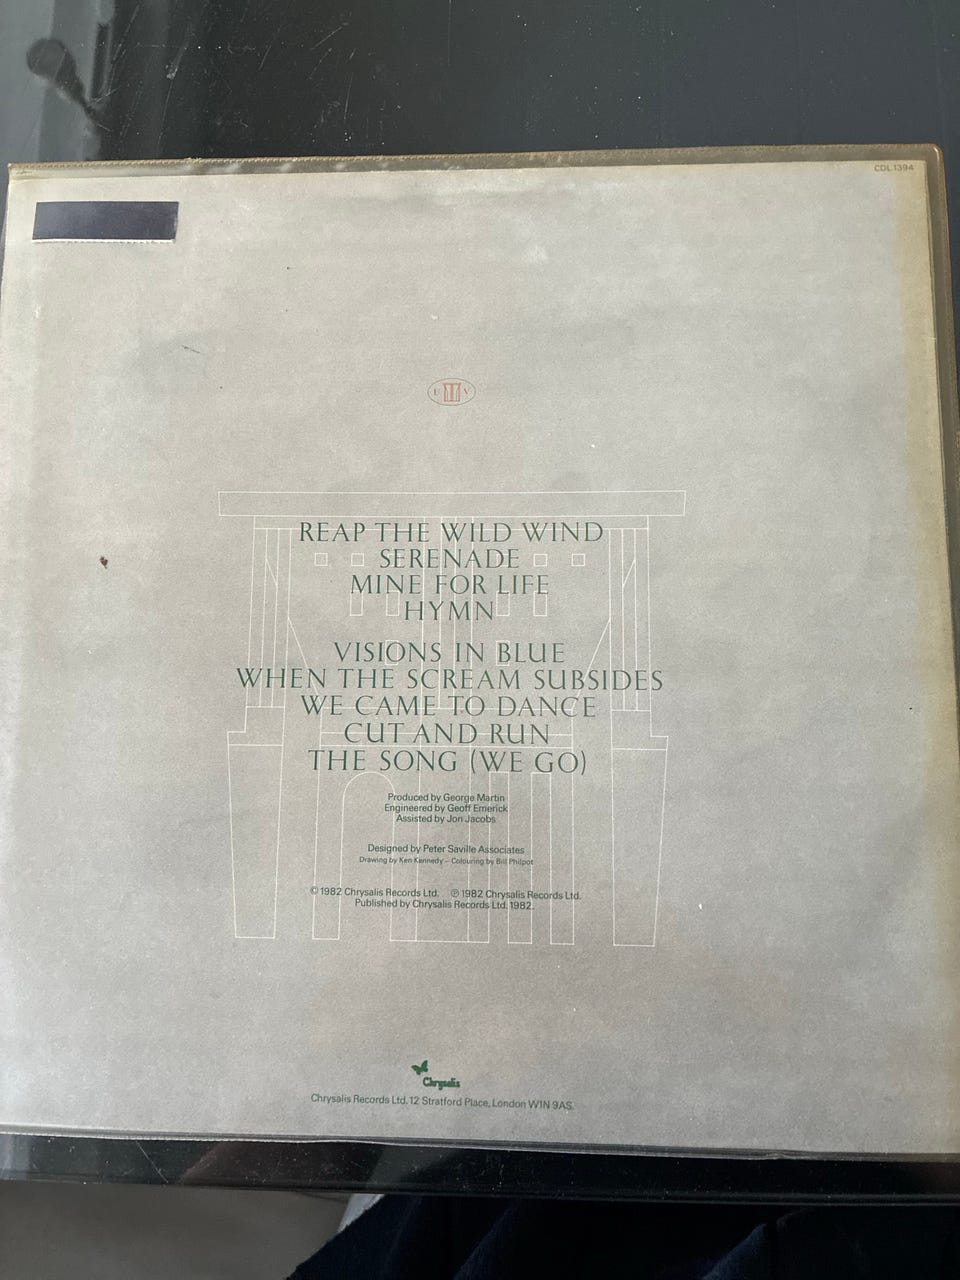 CDL 1394
U V
REAP THE WILD WIND
SERENADE
MINE FOR LIFE
HYMN
VISIONS IN BLUE
WHEN THE SCREAM SUBSIDES
WE CAME TO DANCE
CUT AND RUN
THE SONG (WE GO)
Produced by George Martin
Engineered by Geoff Emerick
Assisted by Jon Jacobs
Designed by Peter Saville Associates
Drawing by Ken Kennedy – Colouring by Bill Philpot
© 1982 Chrysalis Records Ltd. ℗ 1982 Chrysalis Records Ltd.
Published by Chrysalis Records Ltd. 1982.
Chrysalis
Chrysalis Records Ltd. 12 Stratford Place, London W1N 9AS.